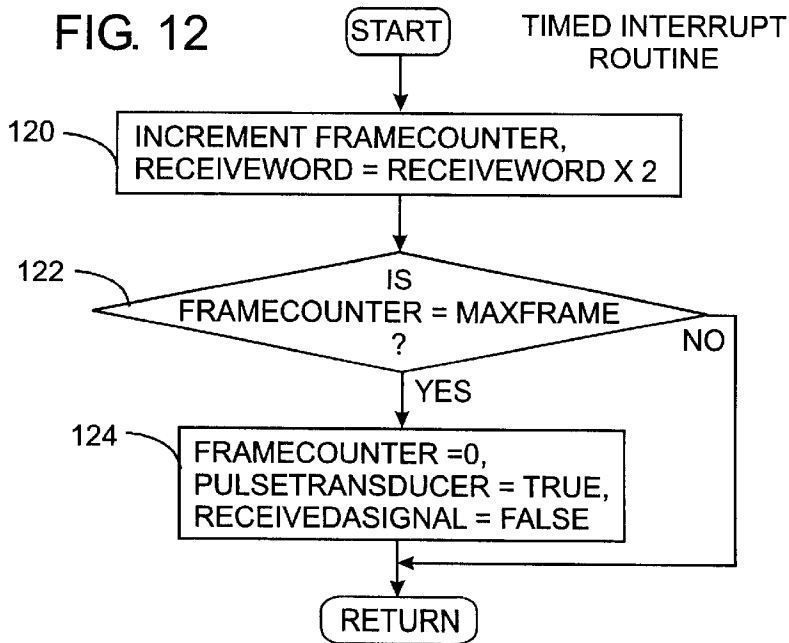 FIG. 12
START
TIMED INTERRUPT
ROUTINE
120
INCREMENT FRAMECOUNTER,
RECEIVEWORD = RECEIVEWORD X 2
122
IS
FRAMECOUNTER = MAXFRAME
?
NO
YES
124
FRAMECOUNTER =0,
PULSETRANSDUCER = TRUE,
RECEIVEDASIGNAL = FALSE
RETURN